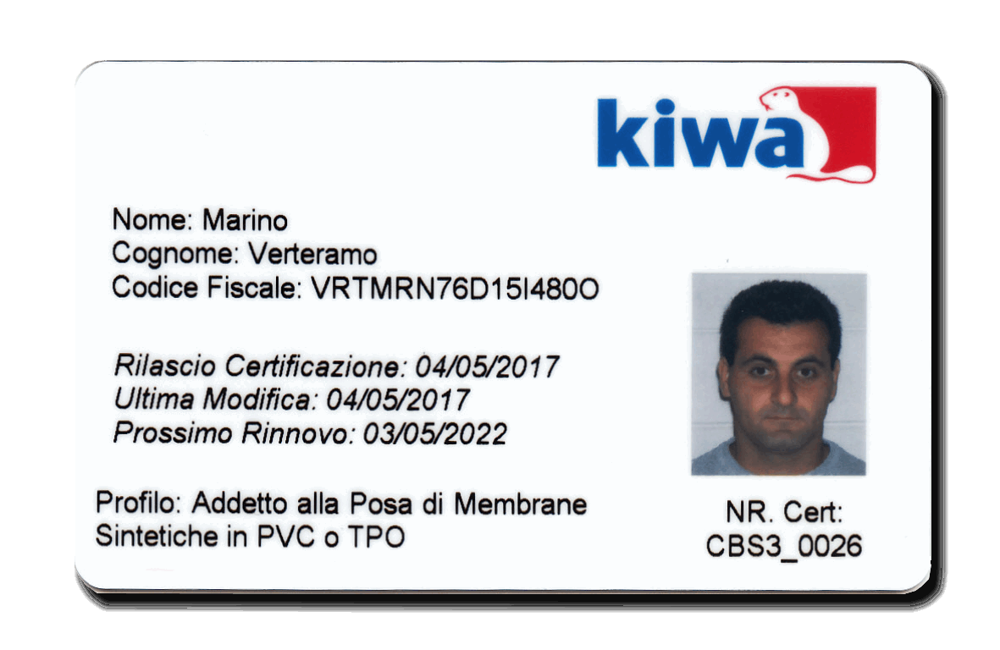 kiwa
Nome: Marino
Cognome: Verteramo
Codice Fiscale: VRTMRN76D15I480O
Rilascio Certificazione: 04/05/2017
Ultima Modifica: 04/05/2017
Prossimo Rinnovo: 03/05/2022
Profilo: Addetto alla Posa di Membrane
Sintetiche in PVC o TPO
NR. Cert:
CBS3_0026